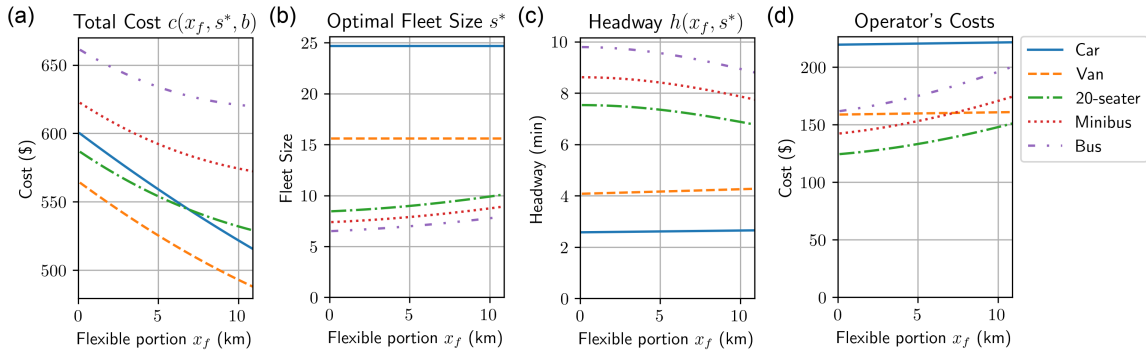 (a) Total Cost c(x_f, s*, b)
650
600
550
500
Cost ($)
0 5 10
Flexible portion x_f (km)
(b) Optimal Fleet Size s*
25
20
15
10
5
0
Fleet Size
0 5 10
Flexible portion x_f (km)
(c) Headway h(x_f, s*)
10
8
6
4
2
0
Headway (min)
0 5 10
Flexible portion x_f (km)
(d) Operator's Costs
200
150
100
50
0
Cost ($)
0 5 10
Flexible portion x_f (km)
Car
Van
20-seater
Minibus
Bus